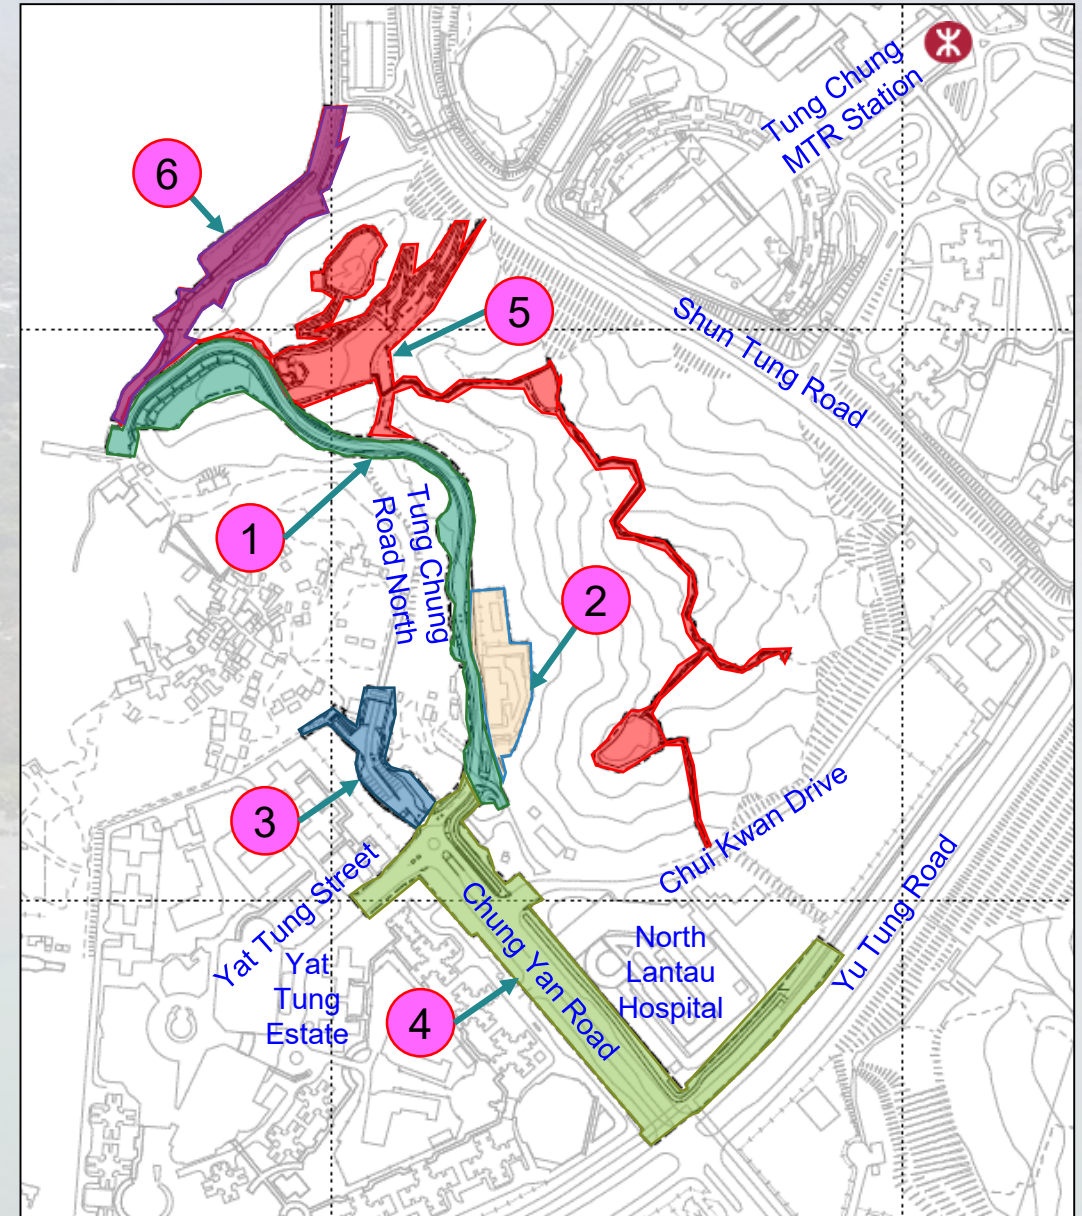 Tung Chung
MTR Station
6
5
Shun Tung Road
1
Tung Chung
Road North
2
3
Chui Kwan Drive
Yat Tung Street
Chung Yan Road
Yu Tung Road
North
Lantau
Hospital
Yat
Tung
Estate
4